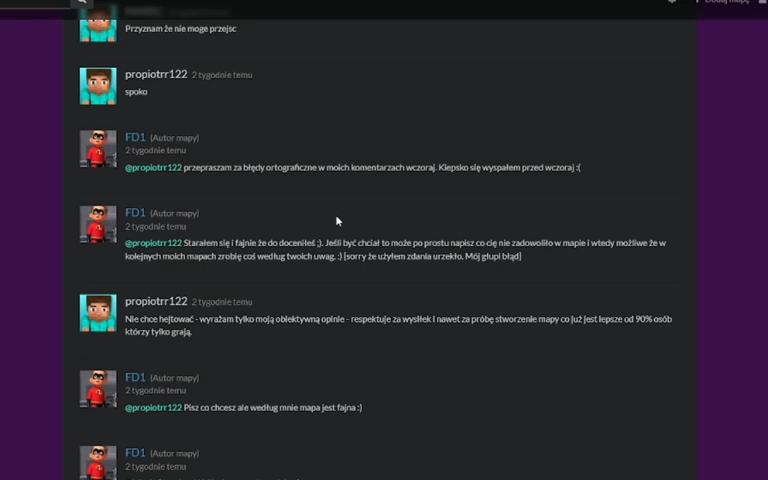 Dodaj mapę
Przyznam że nie moge przejsc
propiotrr122 2 tygodnie temu
spoko
FD1 (Autor mapy)
2 tygodnie temu
@propiotrr122 przepraszam za błędy ortograficzne w moich komentarzach wczoraj. Kiepsko się wyspałem przed wczoraj :(
FD1 (Autor mapy)
2 tygodnie temu
@propiotrr122 Starałem się i fajnie że do doceniłeś ;). Jeśli być chciał to może po prostu napisz co cię nie zadowoliło w mapie i wtedy możliwe że w
kolejnych moich mapach zrobię coś według twoich uwag. :) [sorry że użyłem zdania urzekło. Mój głupi błąd]
propiotrr122 2 tygodnie temu
Nie chce hejtować - wyrażam tylko moją obiektywną opinie - respektuje za wysiłek i nawet za próbę stworzenie mapy co już jest lepsze od 90% osób
którzy tylko grają.
FD1 (Autor mapy)
2 tygodnie temu
@propiotrr122 Pisz co chcesz ale według mnie mapa jest fajna :)
FD1 (Autor mapy)
2 tygodnie temu